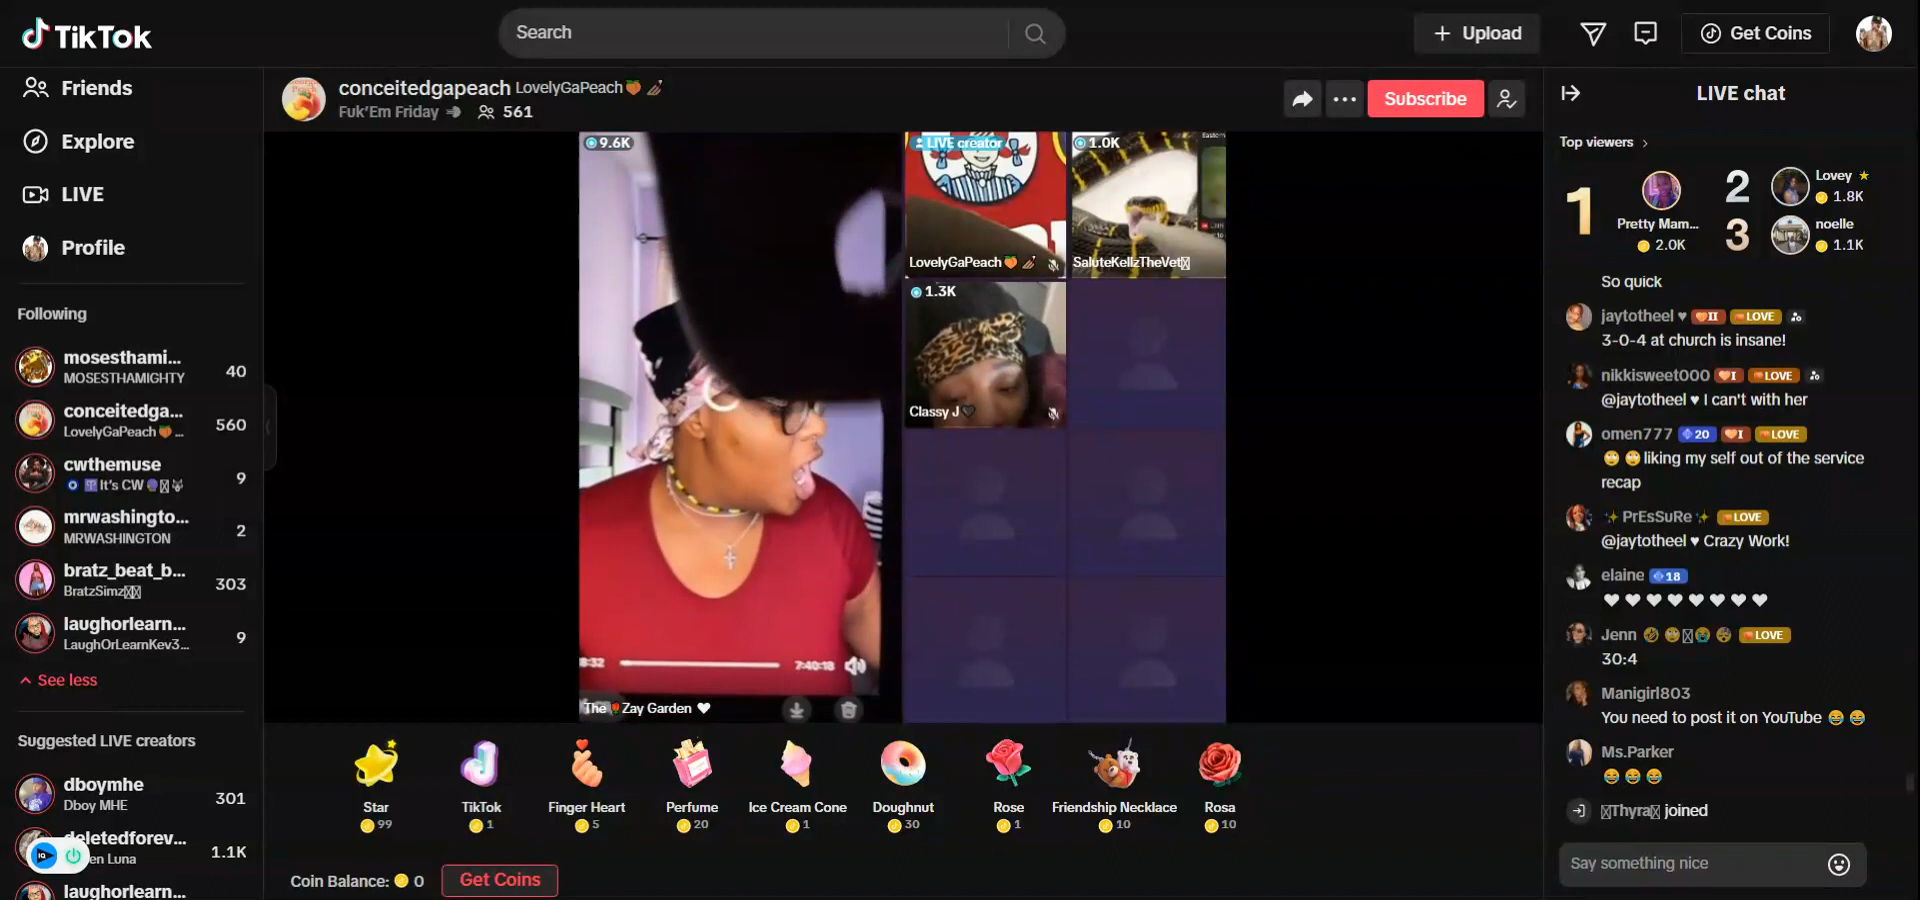 TikTok
Search
Upload
Get Coins
Friends
Explore
LIVE
Profile
Following
mosesthami...
MOSESTHAMIGHTY
40
conceitedga...
LovelyGaPeach🍑...
560
cwthemuse
It's CW
9
mrwashingto...
MRWASHINGTON
2
bratz_beat_b...
BratzSimz
303
laughorlearn...
LaughOrLearnKev3...
9
See less
Suggested LIVE creators
dboymhe
Dboy MHE
301
deletedforev...
en Luna
1.1K
laughorlearn...
conceitedgapeach LovelyGaPeach🍑💅🏾
Fuk'Em Friday
561
Subscribe
9.6K
LIVE creator
LovelyGaPeach🍑💅🏾
1.0K
SaluteKellzTheVet
1.3K
Classy J🖤
8:32
7:40:18
The🌹Zay Garden 🤍
Star
99
TikTok
1
Finger Heart
5
Perfume
20
Ice Cream Cone
1
Doughnut
30
Rose
1
Friendship Necklace
10
Rosa
10
Coin Balance: 0
Get Coins
LIVE chat
Top viewers
1
Pretty Mam...
2.0K
2
Lovey ★
1.8K
3
noelle
1.1K
So quick
jaytotheel ♥ II LOVE
3-0-4 at church is insane!
nikkisweet000 I LOVE
@jaytotheel ♥ I can't with her
omen777 20 I LOVE
🙄🙄liking my self out of the service
recap
✨PrEsSuRe✨ LOVE
@jaytotheel ♥ Crazy Work!
elaine 18
🤍🤍🤍🤍🤍🤍🤍🤍
Jenn LOVE
30:4
Manigirl803
You need to post it on YouTube 😂😂
Ms.Parker
😂😂😂
Thyra joined
Say something nice